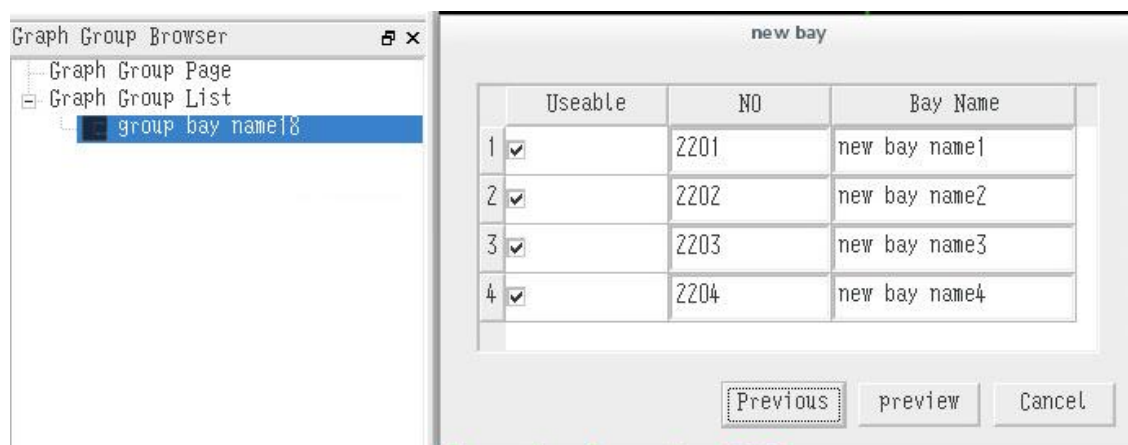 Graph Group Browser
Graph Group Page
Graph Group List
group bay name18
new bay
Useable NO Bay Name
1 2201 new bay name1
2 2202 new bay name2
3 2203 new bay name3
4 2204 new bay name4
Previous preview Cancel